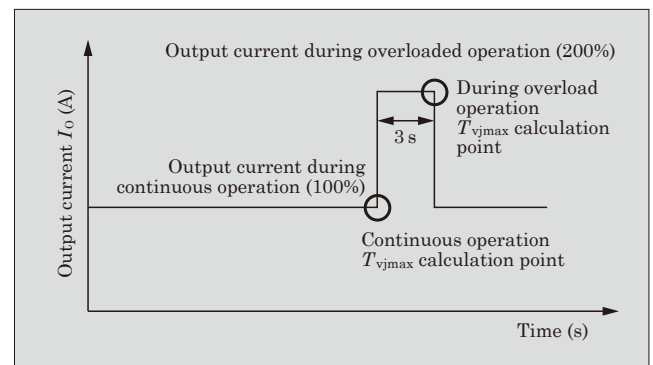 Output current during overloaded operation (200%)
During overload
operation
Tvjmax calculation
point
3 s
Output current during
continuous operation (100%)
Continuous operation
Tvjmax calculation point
Output current Io (A)
Time (s)